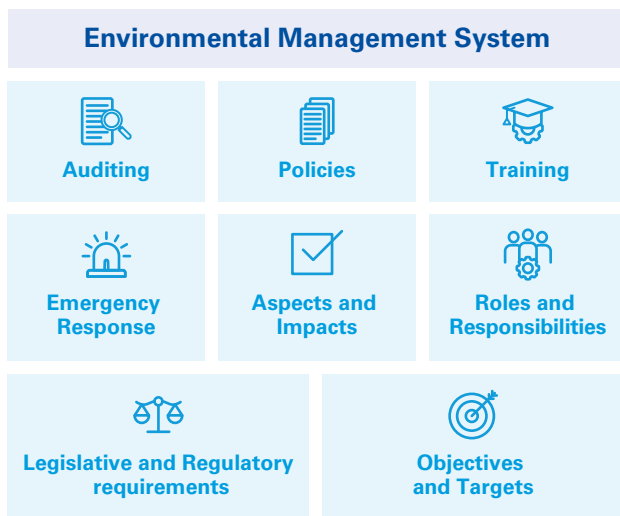 Environmental Management System
Auditing
Policies
Training
Emergency
Response
Aspects and
Impacts
Roles and
Responsibilities
Legislative and Regulatory
requirements
Objectives
and Targets